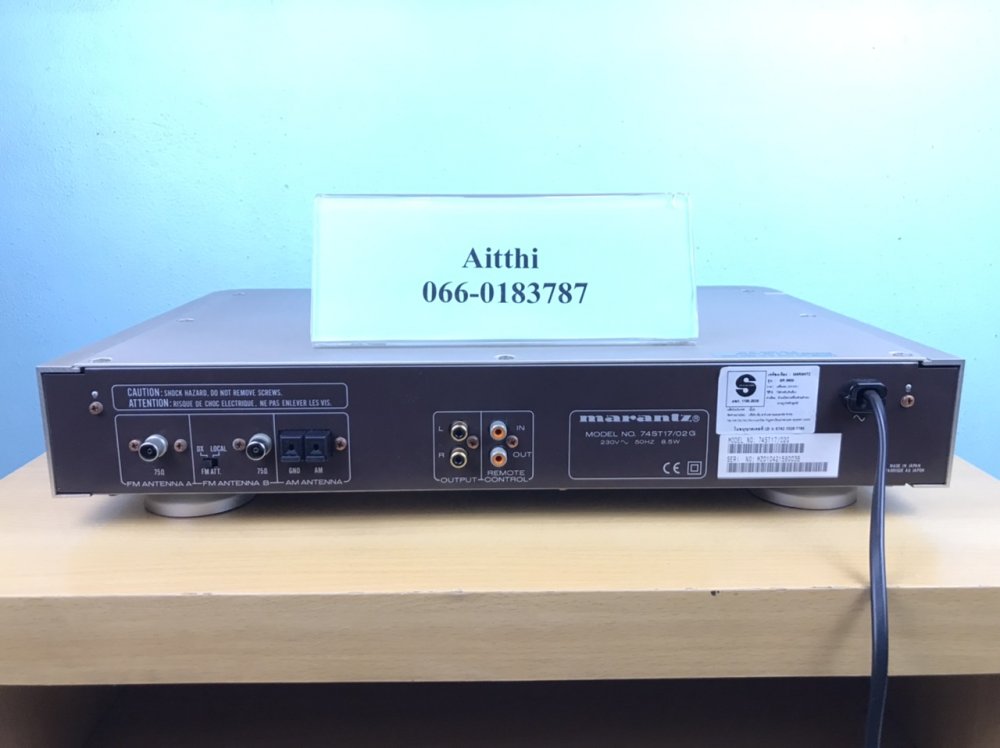 Aitthi
066-0183787
CAUTION: SHOCK HAZARD, DO NOT REMOVE SCREWS.
ATTENTION: RISQUE DE CHOC ELECTRIQUE, NE PAS ENLEVER LES VIS.
DX LOCAL
75Ω FM ATT. 75Ω GND AM
FM ANTENNA A FM ANTENNA B AM ANTENNA
L IN
R OUT
OUTPUT REMOTE CONTROL
marantz®
MODEL NO. 74ST17/02G
230V~ 50HZ 8.5W
CE
S
MARANTZ
MODEL NO: 74ST17/02G
SERI. NO:
MADE IN JAPAN
FABRIQUE AU JAPON